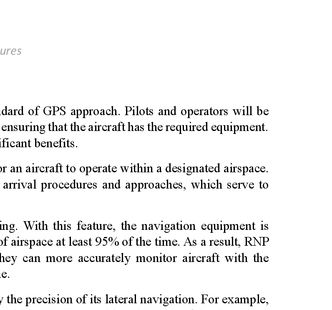 ures
dard of GPS approach. Pilots and operators will be
ensuring that the aircraft has the required equipment.
ficant benefits.
r an aircraft to operate within a designated airspace.
arrival procedures and approaches, which serve to
ing. With this feature, the navigation equipment is
of airspace at least 95% of the time. As a result, RNP
hey can more accurately monitor aircraft with the
e.
y the precision of its lateral navigation. For example,